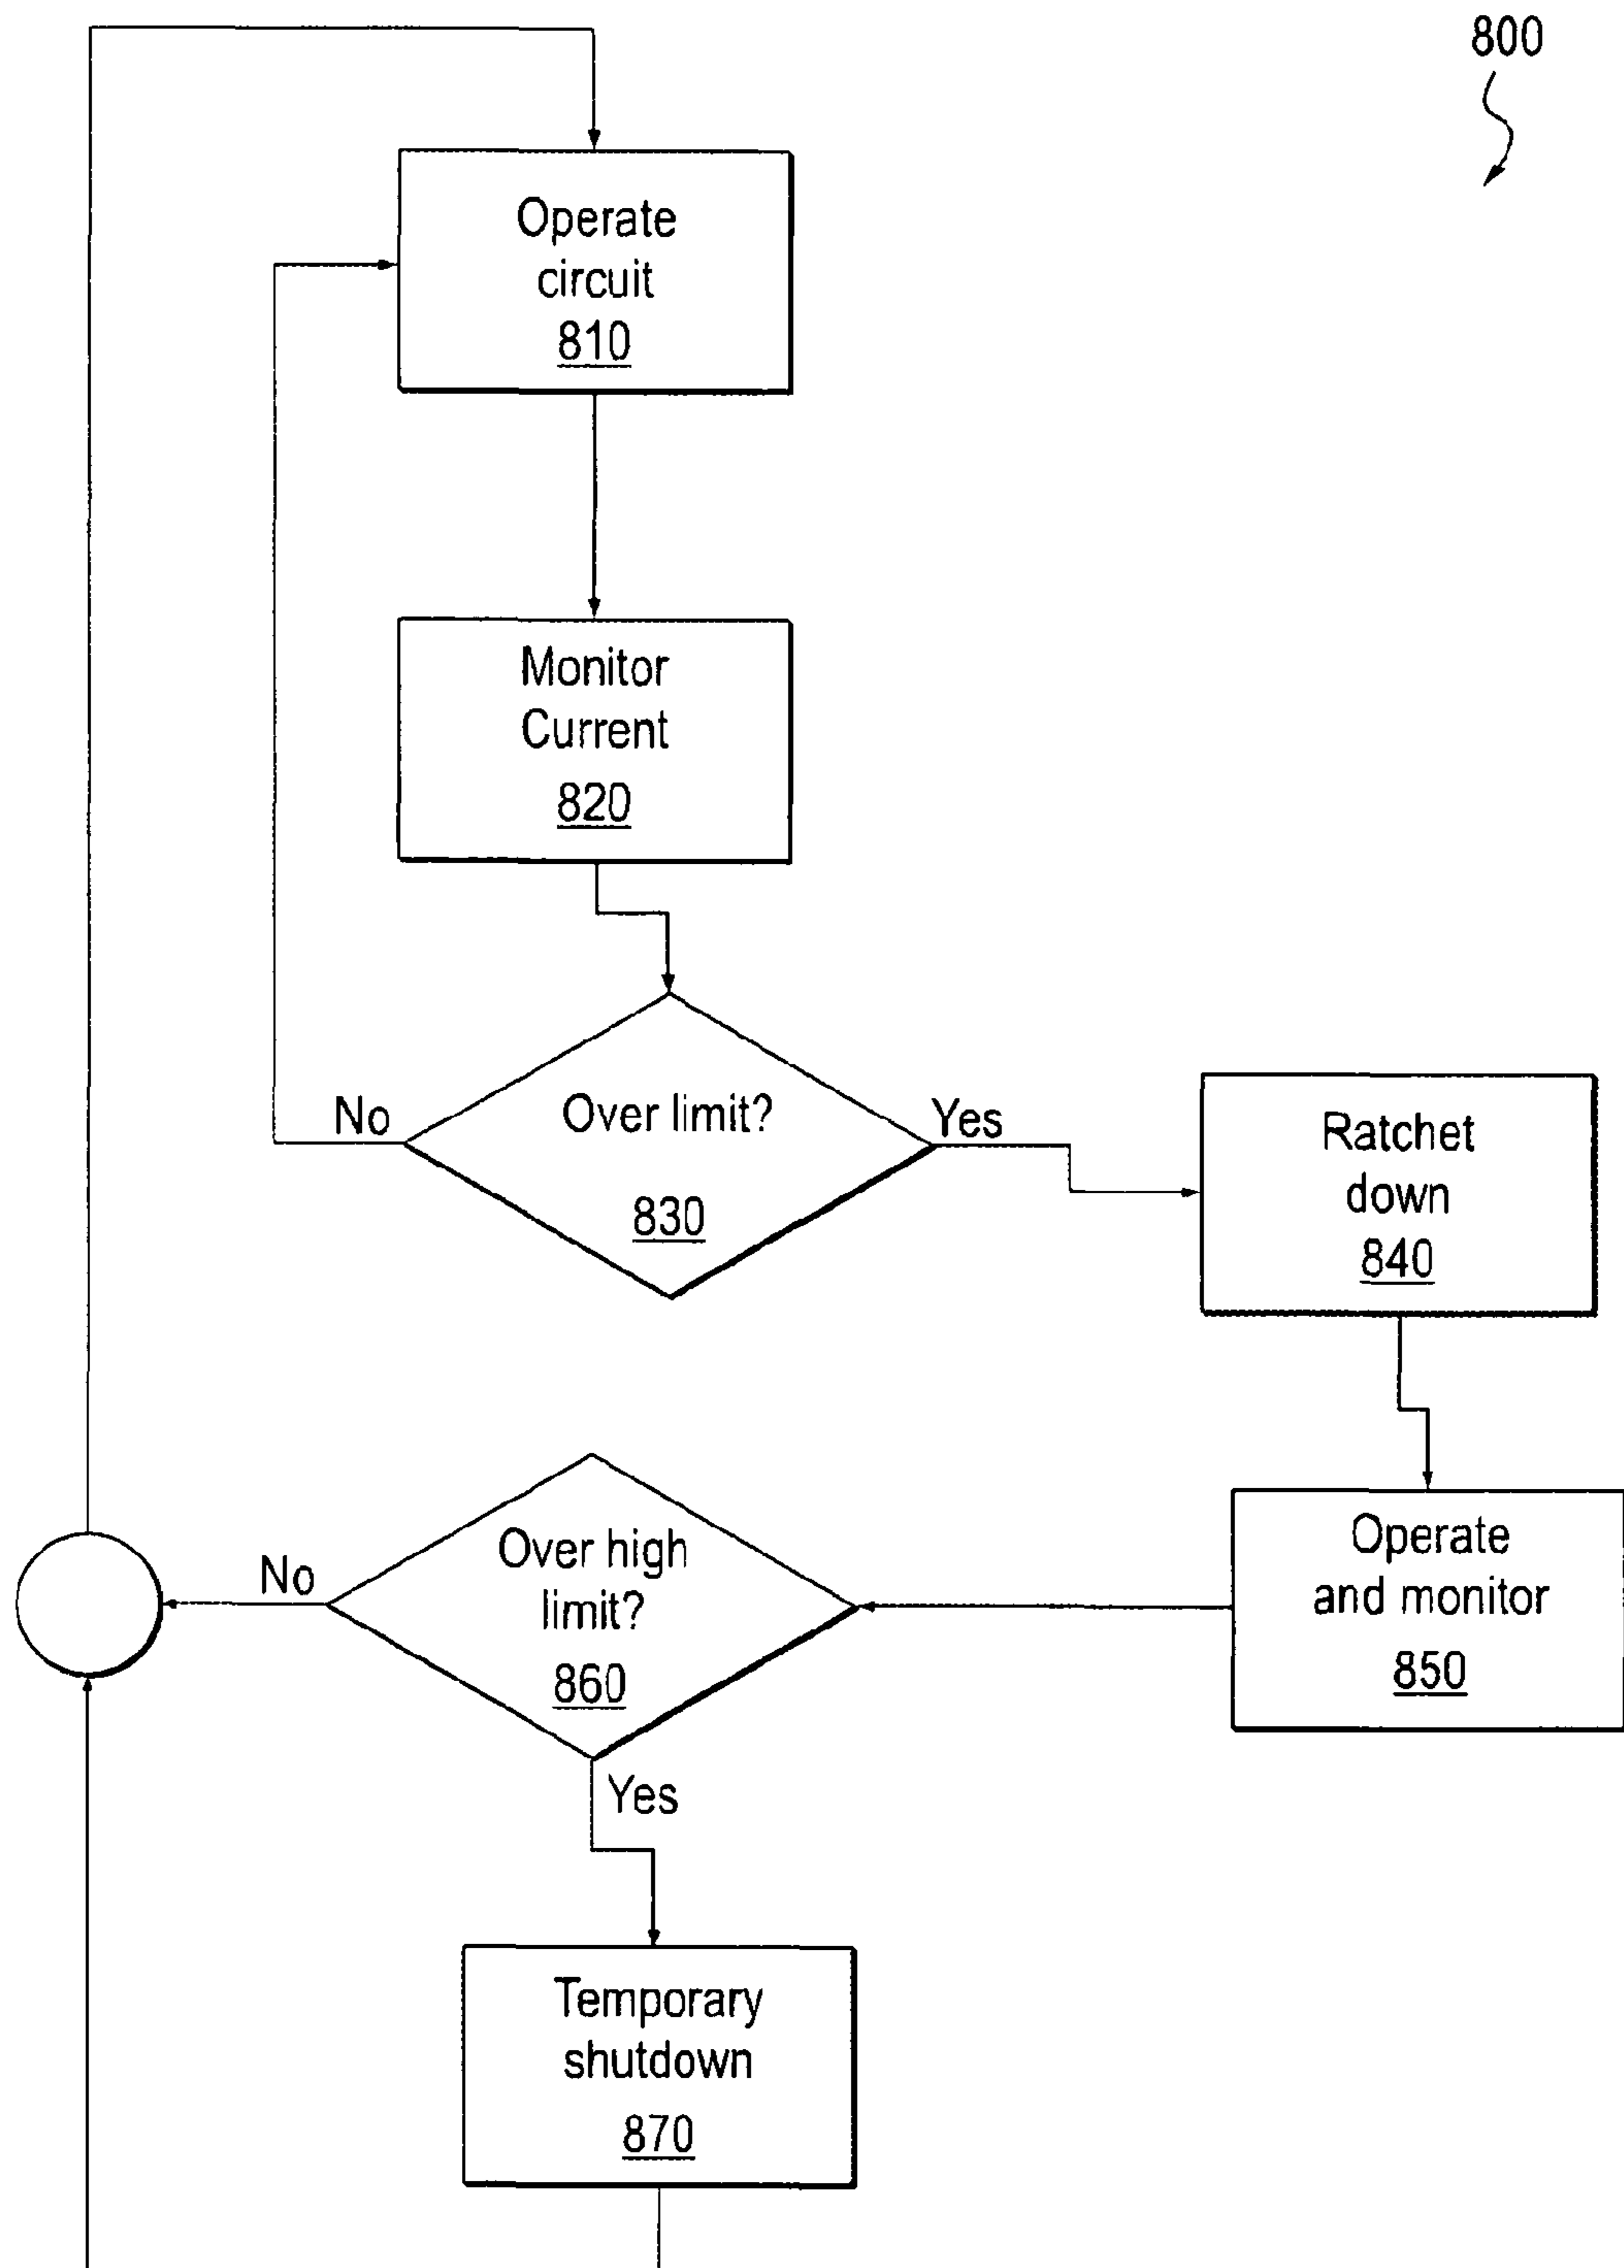 800
Operate
circuit
810
Monitor
Current
820
Over limit?
No
Yes
830
Ratchet
down
840
Operate
and monitor
850
Over high
limit?
No
860
Yes
Temporary
shutdown
870